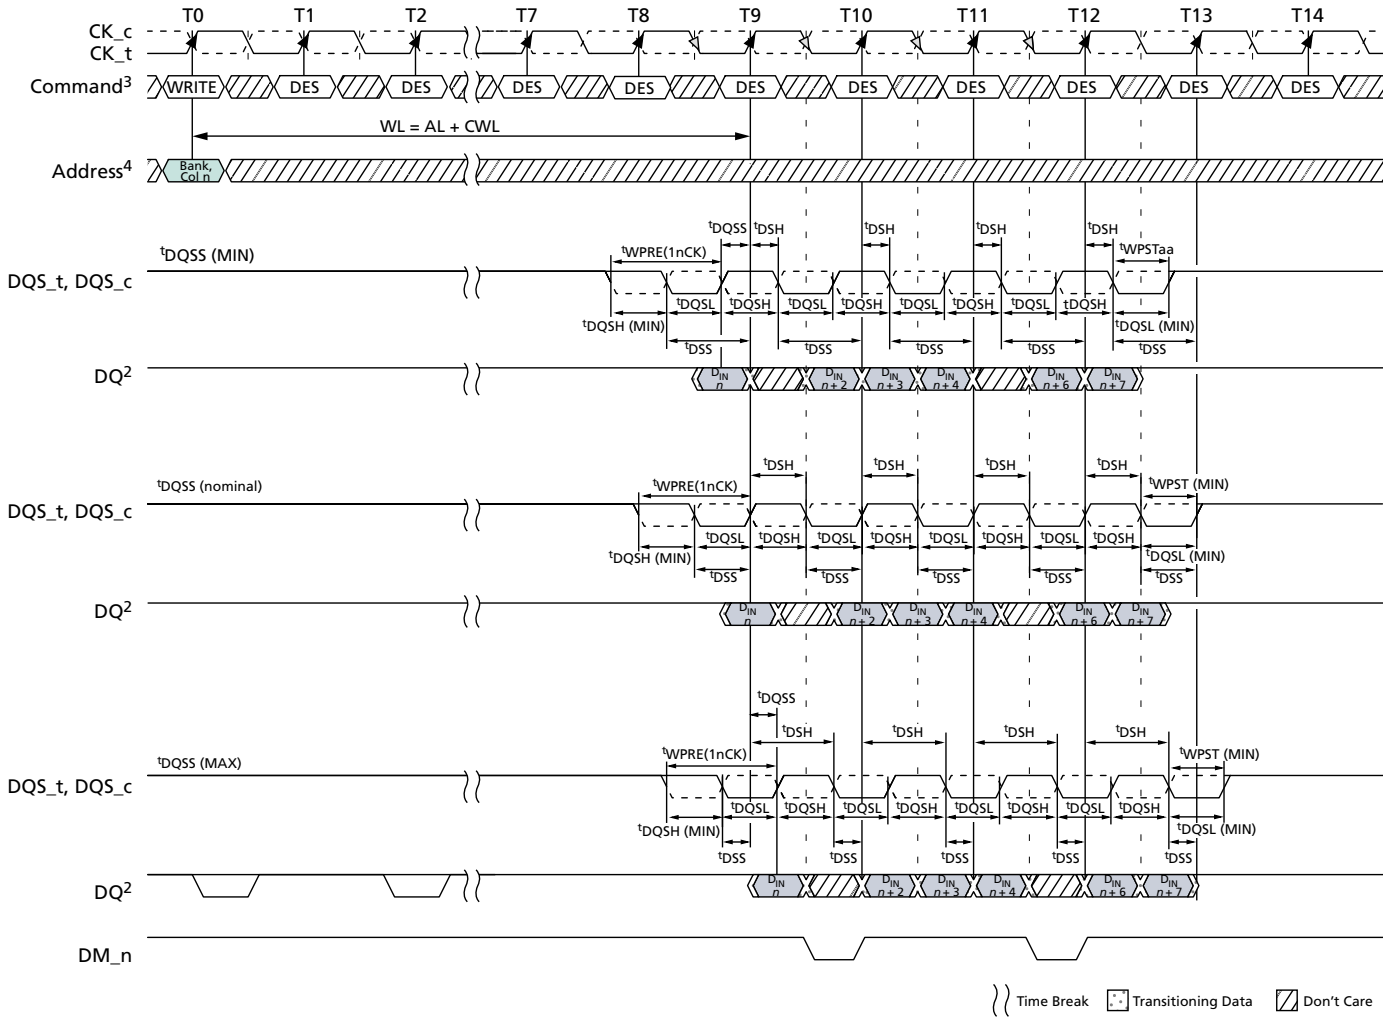 T0 T1 T2 T7 T8 T9 T10 T11 T12 T13 T14
CK_c
CK_t
Command3 WRITE DES DES DES DES DES DES DES DES DES DES
WL = AL + CWL
Address4 Bank,
Col n
tDQSS tDSH tDSH tDSH tDSH
tDQSS (MIN) tWPRE(1nCK) tWPSTaa
DQS_t, DQS_c
tDQSL tDQSH tDQSL tDQSH tDQSL tDQSH tDQSL tDQSH
tDQSH (MIN) tDQSL (MIN)
tDSS tDSS tDSS tDSS tDSS
DQ2 DIN DIN DIN DIN DIN DIN
n n + 2 n + 3 n + 4 n + 6 n + 7
tDSH tDSH tDSH tDSH
tDQSS (nominal) tWPRE(1nCK) tWPST (MIN)
DQS_t, DQS_c
tDQSL tDQSH tDQSL tDQSH tDQSL tDQSH tDQSL tDQSH
tDQSH (MIN) tDQSL (MIN)
tDSS tDSS tDSS tDSS tDSS
DQ2 DIN DIN DIN DIN DIN DIN
n n + 2 n + 3 n + 4 n + 6 n + 7
tDQSS
tDSH tDSH tDSH tDSH
tDQSS (MAX) tWPRE(1nCK) tWPST (MIN)
DQS_t, DQS_c
tDQSL tDQSH tDQSL tDQSH tDQSL tDQSH tDQSL tDQSH
tDQSH (MIN) tDQSL (MIN)
tDSS tDSS tDSS tDSS tDSS
DQ2 DIN DIN DIN DIN DIN DIN
n n + 2 n + 3 n + 4 n + 6 n + 7
DM_n
Time Break Transitioning Data Don't Care